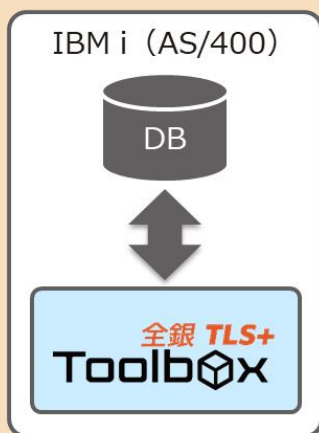 IBM i（AS/400）
DB
全銀 TLS+
Toolbox